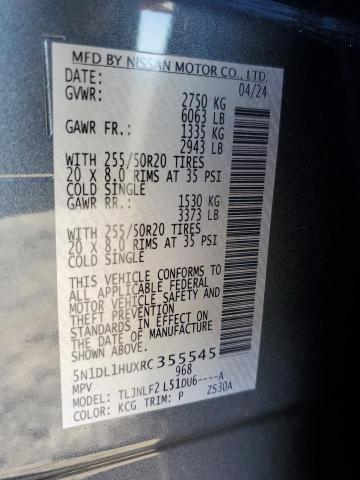 MFD BY NISSAN MOTOR CO., LTD.
DATE: 04/24
GVWR: 2750 KG
6063 LB
GAWR FR.: 1335 KG
2943 LB
WITH 255/50R20 TIRES
20 X 8.0 RIMS AT 35 PSI
COLD SINGLE
GAWR RR.: 1530 KG
3373 LB
WITH 255/50R20 TIRES
20 X 8.0 RIMS AT 35 PSI
COLD SINGLE
THIS VEHICLE CONFORMS TO
ALL APPLICABLE FEDERAL
MOTOR VEHICLE SAFETY AND
THEFT PREVENTION
STANDARDS IN EFFECT ON
THE DATE OF MANUFACTURE
SHOWN ABOVE.
5N1DL1HUXRC355545
MPV 968
MODEL: TLJNLF2 L51DU6----A
COLOR: KCG TRIM: P ZS30A